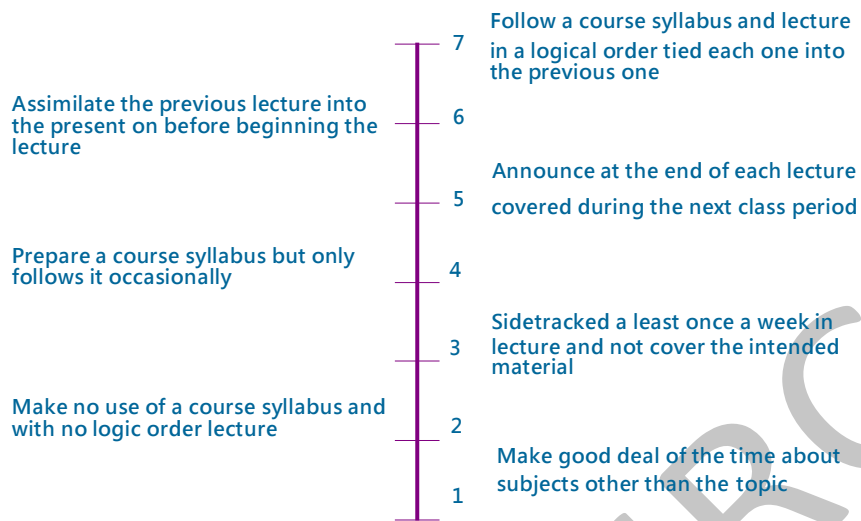 7
Follow a course syllabus and lecture
in a logical order tied each one into
the previous one
Assimilate the previous lecture into
the present on before beginning the
lecture
6
Announce at the end of each lecture
covered during the next class period
5
Prepare a course syllabus but only
follows it occasionally
4
Sidetracked a least once a week in
lecture and not cover the intended
material
3
Make no use of a course syllabus and
with no logic order lecture
2
Make good deal of the time about
subjects other than the topic
1